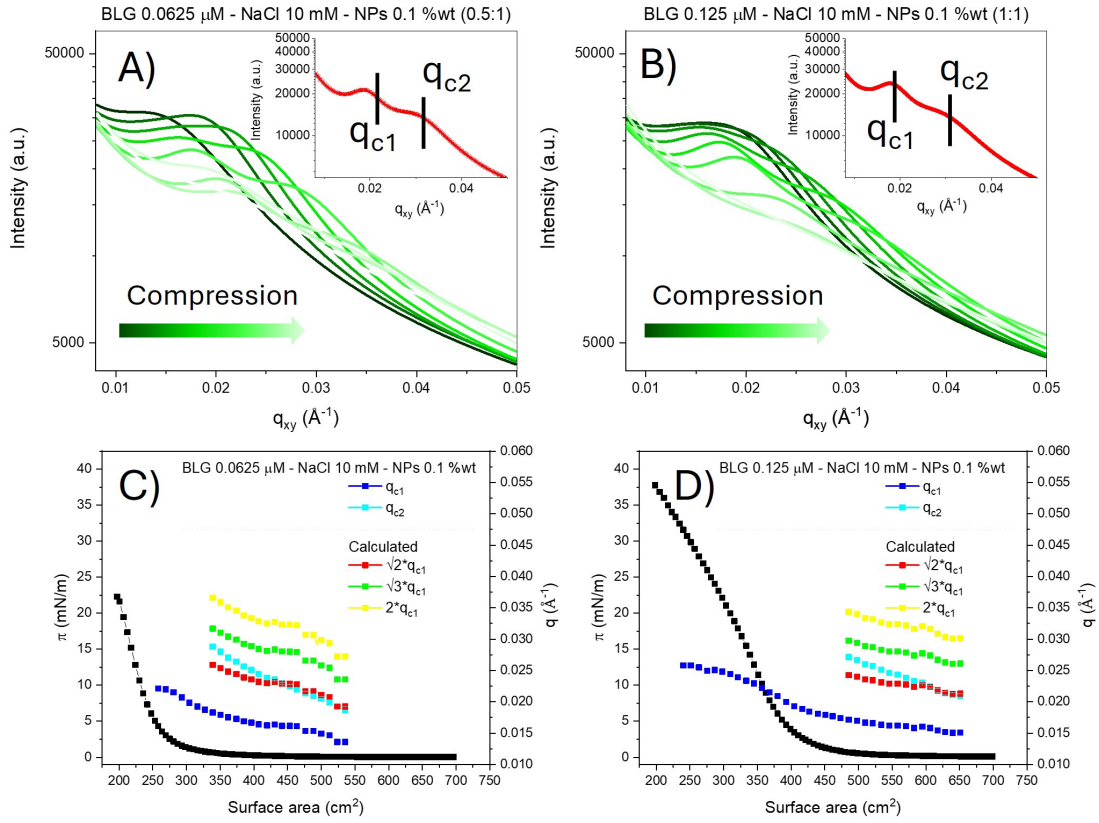 BLG 0.0625 μM - NaCl 10 mM - NPs 0.1 %wt (0.5:1)
A)
50000
5000
Intensity (a.u.)
0.01 0.02 0.03 0.04 0.05
q_xy (Å⁻¹)
Compression
50000
40000
30000
20000
10000
Intensity (a.u.)
q_c1
q_c2
0.02 0.04
q_xy (Å⁻¹)
BLG 0.125 μM - NaCl 10 mM - NPs 0.1 %wt (1:1)
B)
50000
5000
Intensity (a.u.)
0.01 0.02 0.03 0.04 0.05
q_xy (Å⁻¹)
Compression
50000
40000
30000
20000
10000
Intensity (a.u.)
q_c1
q_c2
0.02 0.04
q_xy (Å⁻¹)
C)
BLG 0.0625 μM - NaCl 10 mM - NPs 0.1 %wt
q_c1
q_c2
Calculated
√2*q_c1
√3*q_c1
2*q_c1
40
35
30
25
20
15
10
5
0
π (mN/m)
0.060
0.055
0.050
0.045
0.040
0.035
0.030
0.025
0.020
0.015
0.010
q (Å⁻¹)
200 250 300 350 400 450 500 550 600 650 700 750
Surface area (cm²)
D)
BLG 0.125 μM - NaCl 10 mM - NPs 0.1 %wt
q_c1
q_c2
Calculated
√2*q_c1
√3*q_c1
2*q_c1
40
35
30
25
20
15
10
5
0
π (mN/m)
0.060
0.055
0.050
0.045
0.040
0.035
0.030
0.025
0.020
0.015
0.010
q (Å⁻¹)
200 250 300 350 400 450 500 550 600 650 700 750
Surface area (cm²)